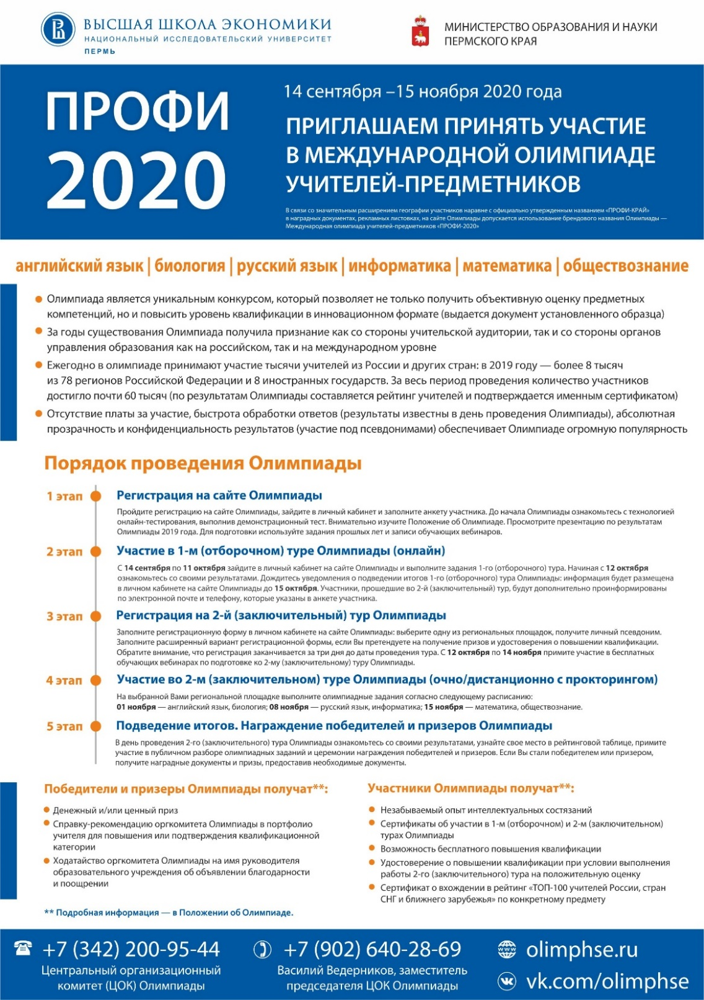 ВЫСШАЯ ШКОЛА ЭКОНОМИКИ
НАЦИОНАЛЬНЫЙ ИССЛЕДОВАТЕЛЬСКИЙ УНИВЕРСИТЕТ
ПЕРМЬ
МИНИСТЕРСТВО ОБРАЗОВАНИЯ И НАУКИ
ПЕРМСКОГО КРАЯ
ПРОФИ
2020
14 сентября –15 ноября 2020 года
ПРИГЛАШАЕМ ПРИНЯТЬ УЧАСТИЕ
В МЕЖДУНАРОДНОЙ ОЛИМПИАДЕ
УЧИТЕЛЕЙ-ПРЕДМЕТНИКОВ
В связи со значительным расширением географии участников наравне с официально утвержденным названием «ПРОФИ-КРАЙ»
в наградных документах, рекламных листовках, на сайте Олимпиады допускается использование брендового названия Олимпиады —
Международная олимпиада учителей-предметников «ПРОФИ-2020»
английский язык | биология | русский язык | информатика | математика | обществознание
Олимпиада является уникальным конкурсом, который позволяет не только получить объективную оценку предметных
компетенций, но и повысить уровень квалификации в инновационном формате (выдается документ установленного образца)
За годы существования Олимпиада получила признание как со стороны учительской аудитории, так и со стороны органов
управления образования как на российском, так и на международном уровне
Ежегодно в олимпиаде принимают участие тысячи учителей из России и других стран: в 2019 году — более 8 тысяч
из 78 регионов Российской Федерации и 8 иностранных государств. За весь период проведения количество участников
достигло почти 60 тысяч (по результатам Олимпиады составляется рейтинг учителей и подтверждается именным сертификатом)
Отсутствие платы за участие, быстрота обработки ответов (результаты известны в день проведения Олимпиады), абсолютная
прозрачность и конфиденциальность результатов (участие под псевдонимами) обеспечивает Олимпиаде огромную популярность
Порядок проведения Олимпиады
1 этап
Регистрация на сайте Олимпиады
Пройдите регистрацию на сайте Олимпиады, зайдите в личный кабинет и заполните анкету участника. До начала Олимпиады ознакомьтесь с технологией
онлайн-тестирования, выполнив демонстрационный тест. Внимательно изучите Положение об Олимпиаде. Просмотрите презентацию по результатам
Олимпиады 2019 года. Для подготовки используйте задания прошлых лет и записи обучающих вебинаров.
2 этап
Участие в 1-м (отборочном) туре Олимпиады (онлайн)
С 14 сентября по 11 октября зайдите в личный кабинет на сайте Олимпиады и выполните задания 1-го (отборочного) тура. Начиная с 12 октября
ознакомьтесь со своими результатами. Дождитесь уведомления о подведении итогов 1-го (отборочного) тура Олимпиады: информация будет размещена
в личном кабинете на сайте Олимпиады до 15 октября. Участники, прошедшие во 2-й (заключительный) тур, будут дополнительно проинформированы
по электронной почте и телефону, которые указаны в анкете участника.
3 этап
Регистрация на 2-й (заключительный) тур Олимпиады
Заполните регистрационную форму в личном кабинете на сайте Олимпиады: выберите одну из региональных площадок, получите личный псевдоним.
Заполните расширенный вариант регистрационной формы, если Вы претендуете на получение призов и удостоверения о повышении квалификации.
Обратите внимание, что регистрация заканчивается за три дня до даты проведения тура. С 12 октября по 14 ноября примите участие в бесплатных
обучающих вебинарах по подготовке ко 2-му (заключительному) туру Олимпиады.
4 этап
Участие во 2-м (заключительном) туре Олимпиады (очно/дистанционно с прокторингом)
На выбранной Вами региональной площадке выполните олимпиадные задания согласно следующему расписанию:
01 ноября — английский язык, биология; 08 ноября — русский язык, информатика; 15 ноября — математика, обществознание.
5 этап
Подведение итогов. Награждение победителей и призеров Олимпиады
В день проведения 2-го (заключительного) тура Олимпиады ознакомьтесь со своими результатами, узнайте свое место в рейтинговой таблице, примите
участие в публичном разборе олимпиадных заданий и церемонии награждения победителей и призеров. Если Вы стали победителем или призером,
получите наградные документы и призы, предоставив необходимые документы.
Победители и призеры Олимпиады получат**:
Денежный и/или ценный приз
Справку-рекомендацию оргкомитета Олимпиады в портфолио
учителя для повышения или подтверждения квалификационной
категории
Ходатайство оргкомитета Олимпиады на имя руководителя
образовательного учреждения об объявлении благодарности
и поощрении
** Подробная информация — в Положении об Олимпиаде.
Участники Олимпиады получат**:
Незабываемый опыт интеллектуальных состязаний
Сертификаты об участии в 1-м (отборочном) и 2-м (заключительном)
турах Олимпиады
Возможность бесплатного повышения квалификации
Удостоверение о повышении квалификации при условии выполнения
работы 2-го (заключительного) тура на положительную оценку
Сертификат о вхождении в рейтинг «ТОП-100 учителей России, стран
СНГ и ближнего зарубежья» по конкретному предмету
+7 (342) 200-95-44
Центральный организационный
комитет (ЦОК) Олимпиады
+7 (902) 640-28-69
Василий Ведерников, заместитель
председателя ЦОК Олимпиады
olimphse.ru
vk.com/olimphse